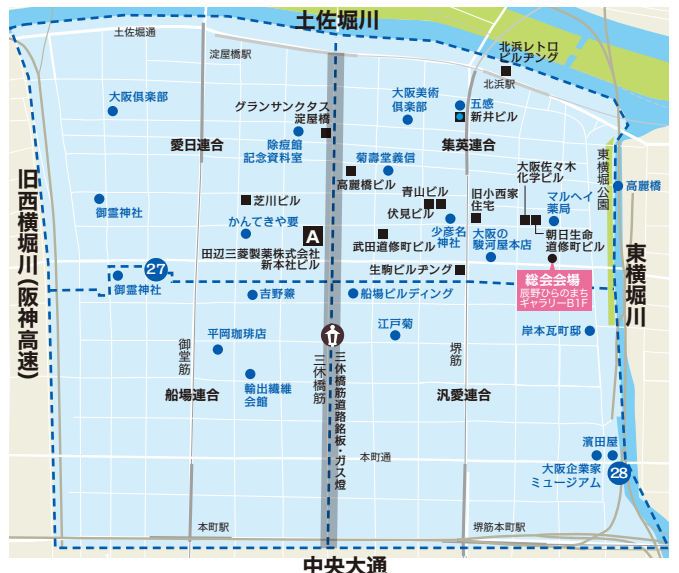 土佐堀川
土佐堀通
淀屋橋駅
北浜レトロ
ビルヂング
北浜駅
大阪倶楽部
グランサンクタス
淀屋橋
大阪美術
倶楽部
五感
新井ビル
愛日連合
除痘館
記念資料室
集英連合
菊壽堂義信
高麗橋ビル
大阪佐々木
化学ビル
東横堀公園
高麗橋
旧西横堀川(阪神高速)
御霊神社
芝川ビル
青山ビル
伏見ビル
旧小西家
住宅
マルヘイ
薬局
かんてきや要
A
田辺三菱製薬株式会社
新本社ビル
武田道修町ビル
少彦名
神社
大阪の
駿河屋本店
朝日生命
道修町ビル
東横堀川
27
御霊神社
生駒ビルヂング
総会会場
辰野ひらのまち
ギャラリーB1F
吉野鮨
船場ビルディング
平岡珈琲店
江戸菊
岸本瓦町邸
御堂筋
三休橋筋
三休橋筋道路銘板・ガス燈
堺筋
船場連合
輸出繊維
会館
汎愛連合
本町通
濱田屋
大阪企業家
ミュージアム
28
本町駅
堺筋本町駅
中央大通